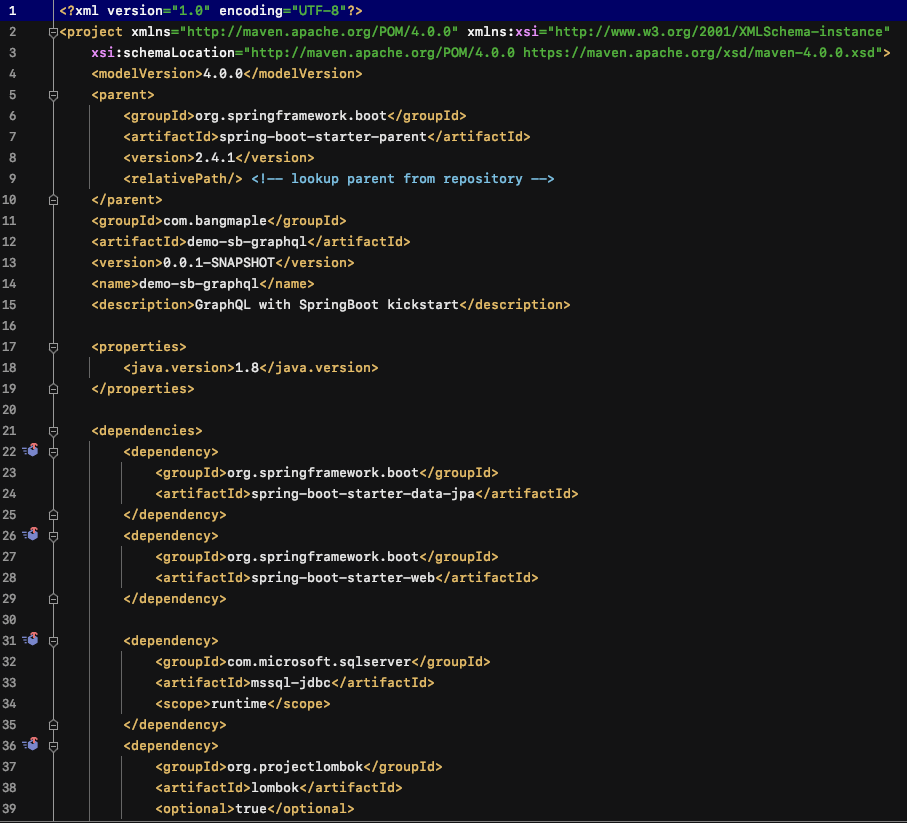 1 <?xml version="1.0" encoding="UTF-8"?>
2 <project xmlns="http://maven.apache.org/POM/4.0.0" xmlns:xsi="http://www.w3.org/2001/XMLSchema-instance"
3 xsi:schemaLocation="http://maven.apache.org/POM/4.0.0 https://maven.apache.org/xsd/maven-4.0.0.xsd">
4 <modelVersion>4.0.0</modelVersion>
5 <parent>
6 <groupId>org.springframework.boot</groupId>
7 <artifactId>spring-boot-starter-parent</artifactId>
8 <version>2.4.1</version>
9 <relativePath/> <!-- lookup parent from repository -->
10 </parent>
11 <groupId>com.bangmaple</groupId>
12 <artifactId>demo-sb-graphql</artifactId>
13 <version>0.0.1-SNAPSHOT</version>
14 <name>demo-sb-graphql</name>
15 <description>GraphQL with SpringBoot kickstart</description>
16
17 <properties>
18 <java.version>1.8</java.version>
19 </properties>
20
21 <dependencies>
22 <dependency>
23 <groupId>org.springframework.boot</groupId>
24 <artifactId>spring-boot-starter-data-jpa</artifactId>
25 </dependency>
26 <dependency>
27 <groupId>org.springframework.boot</groupId>
28 <artifactId>spring-boot-starter-web</artifactId>
29 </dependency>
30
31 <dependency>
32 <groupId>com.microsoft.sqlserver</groupId>
33 <artifactId>mssql-jdbc</artifactId>
34 <scope>runtime</scope>
35 </dependency>
36 <dependency>
37 <groupId>org.projectlombok</groupId>
38 <artifactId>lombok</artifactId>
39 <optional>true</optional>